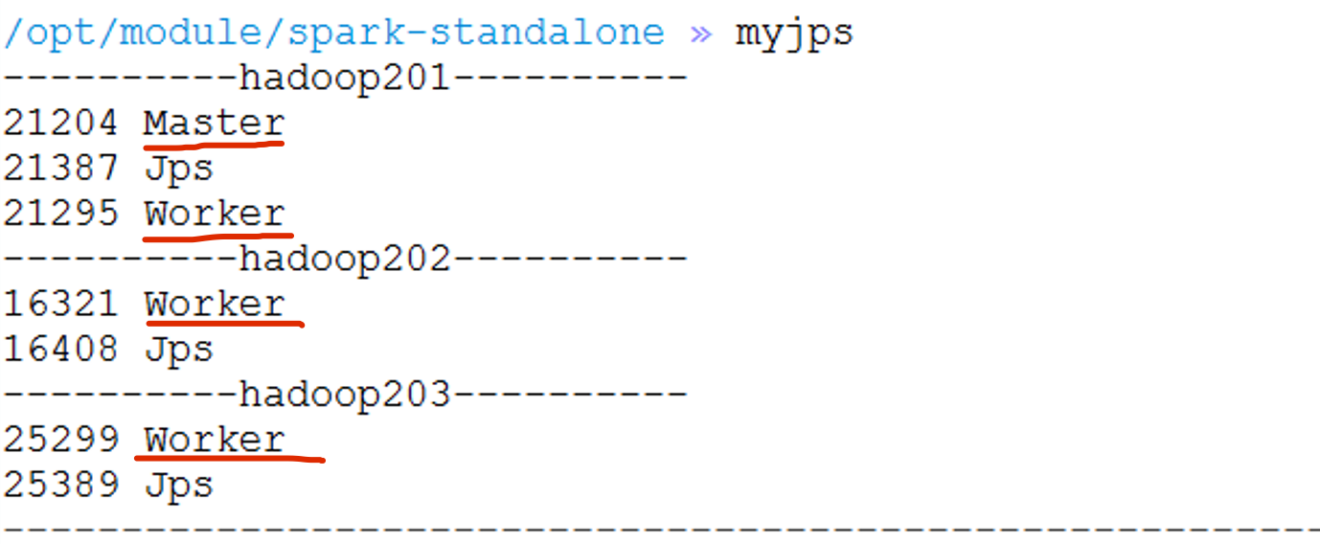 /opt/module/spark-standalone » myjps
----------hadoop201----------
21204 Master
21387 Jps
21295 Worker
----------hadoop202----------
16321 Worker
16408 Jps
----------hadoop203----------
25299 Worker
25389 Jps
---------------------------------------------------------